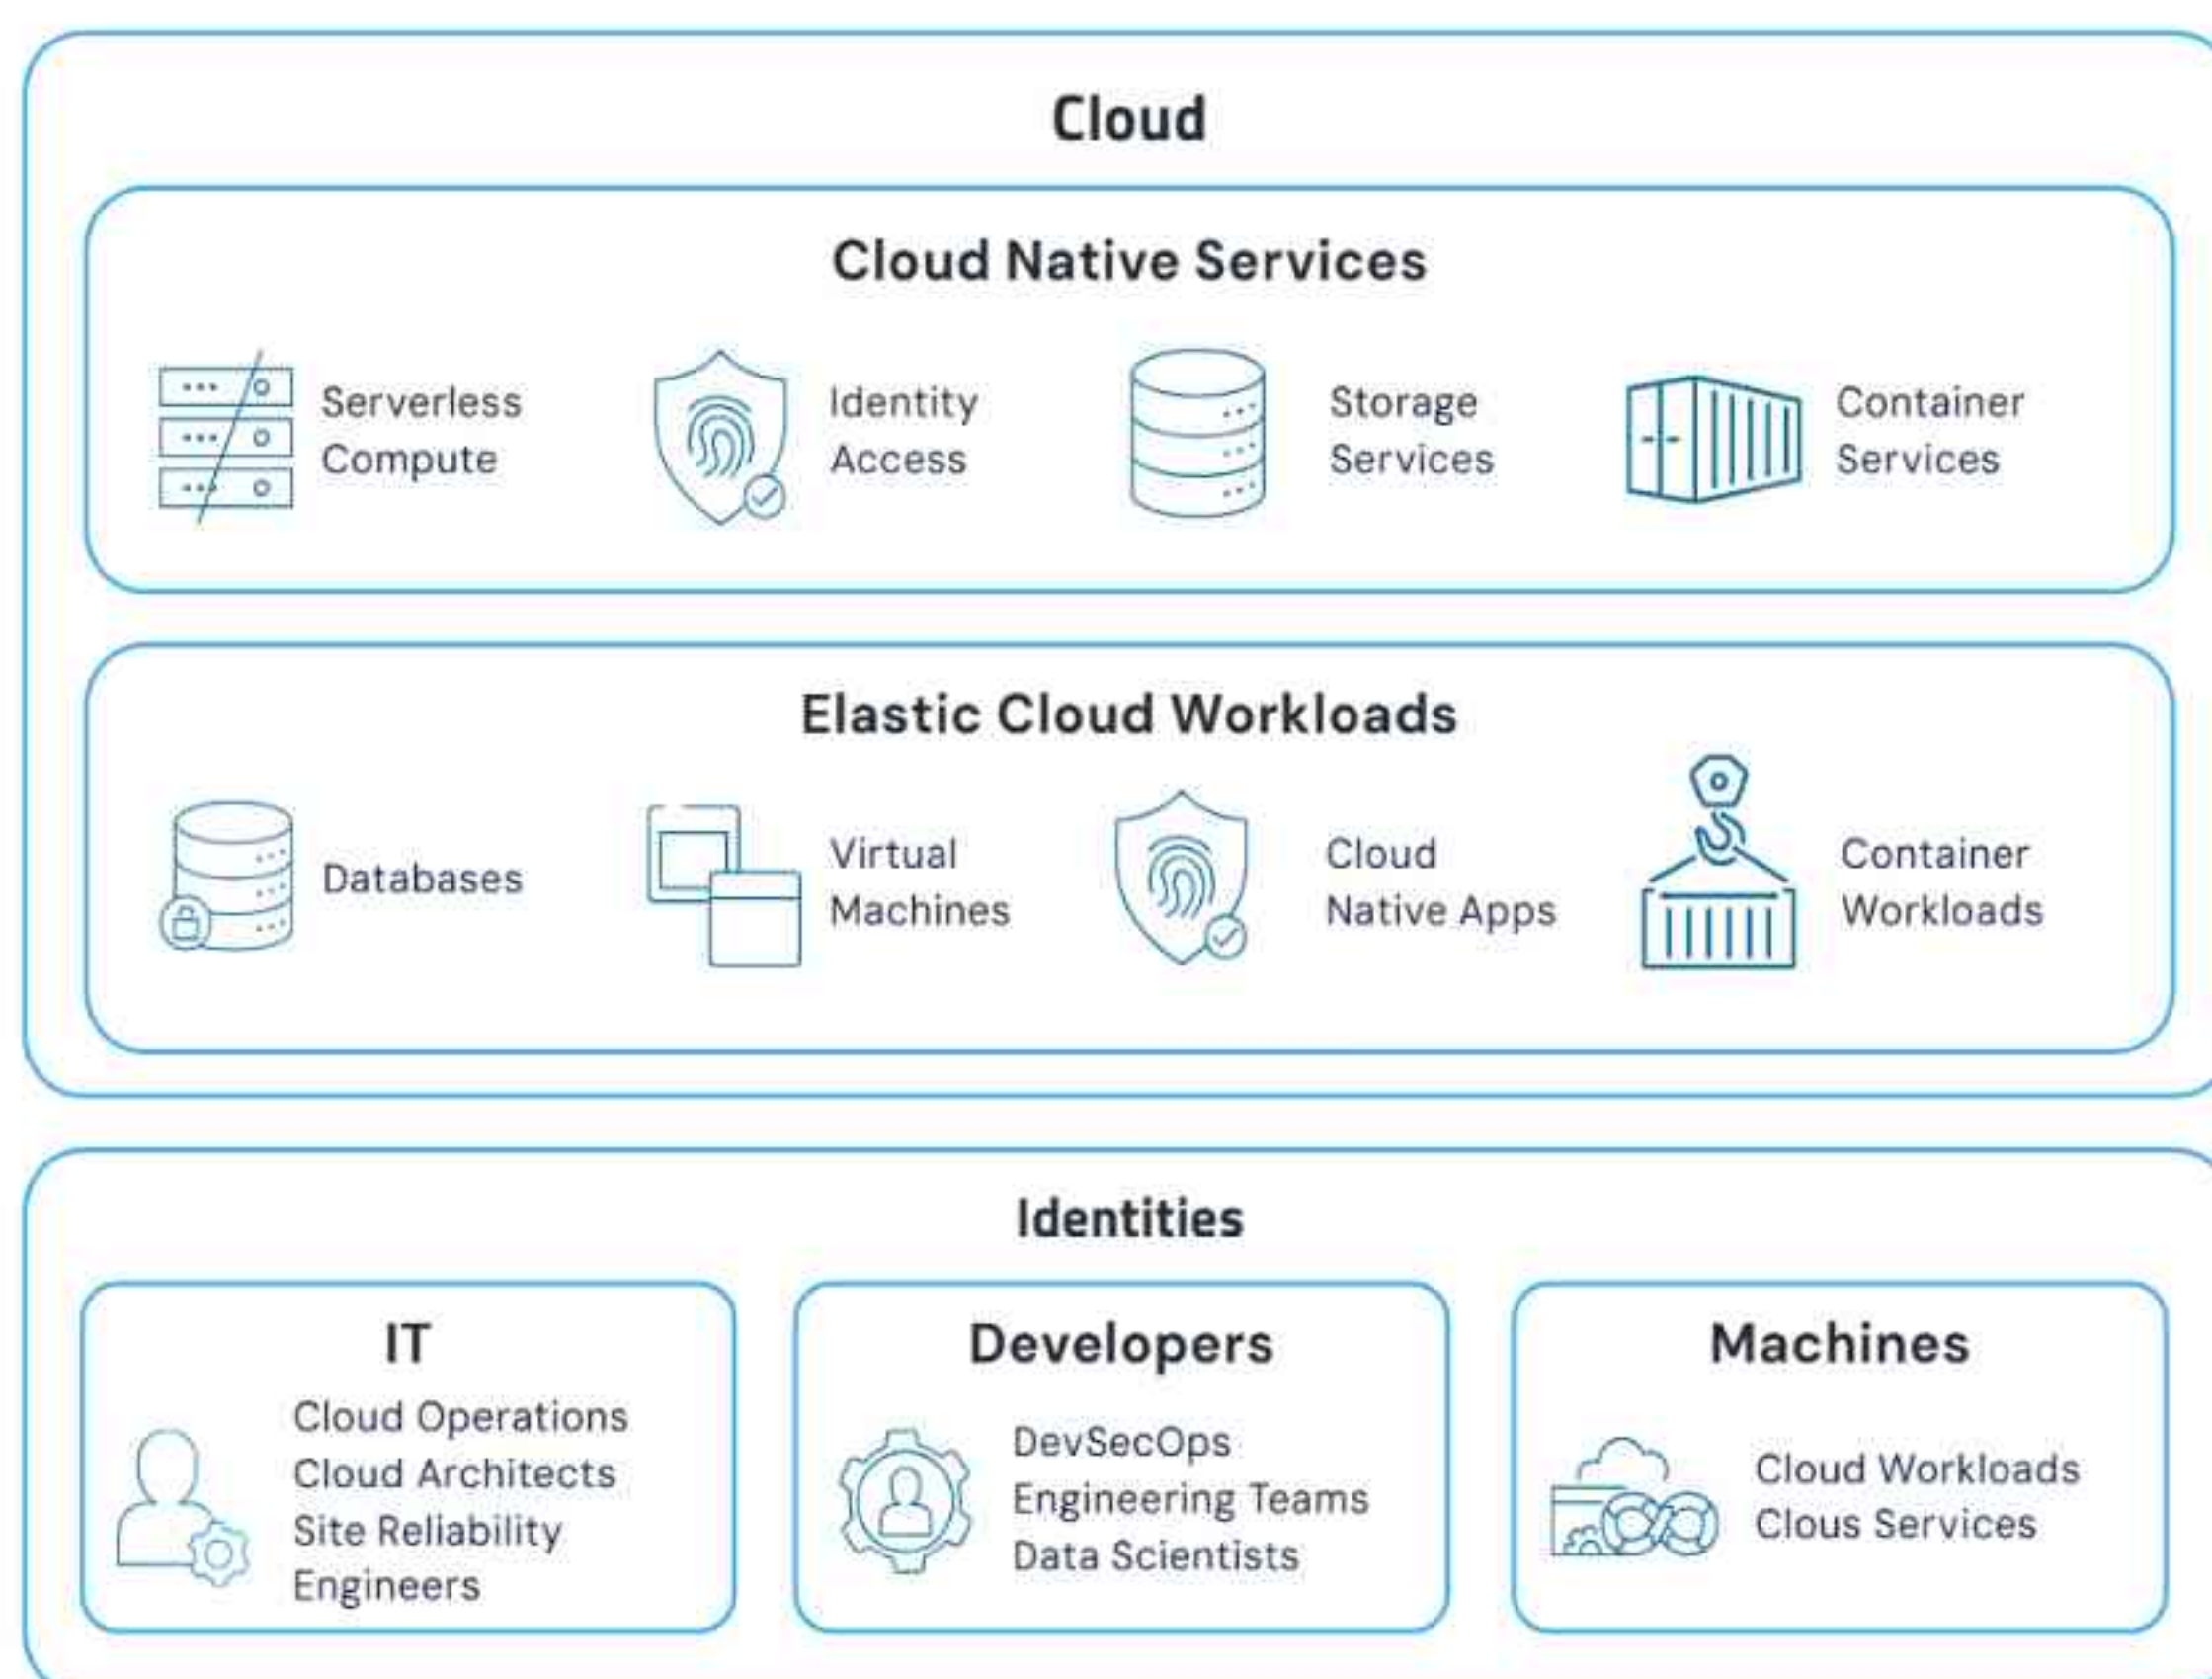 Cloud
Cloud Native Services
Serverless
Compute
Identity
Access
Storage
Services
Container
Services
Elastic Cloud Workloads
Databases
Virtual
Machines
Cloud
Native Apps
Container
Workloads
Identities
IT
Cloud Operations
Cloud Architects
Site Reliability
Engineers
Developers
DevSecOps
Engineering Teams
Data Scientists
Machines
Cloud Workloads
Clous Services